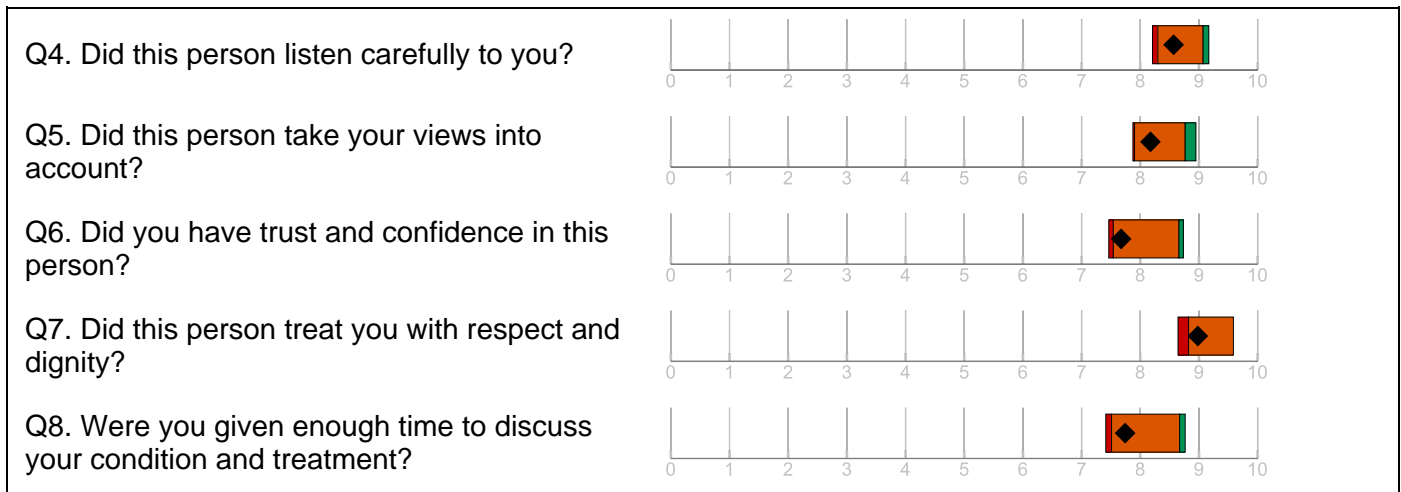 Q4. Did this person listen carefully to you?
0 1 2 3 4 5 6 7 8 9 10
Q5. Did this person take your views into
account?
0 1 2 3 4 5 6 7 8 9 10
Q6. Did you have trust and confidence in this
person?
0 1 2 3 4 5 6 7 8 9 10
Q7. Did this person treat you with respect and
dignity?
0 1 2 3 4 5 6 7 8 9 10
Q8. Were you given enough time to discuss
your condition and treatment?
0 1 2 3 4 5 6 7 8 9 10